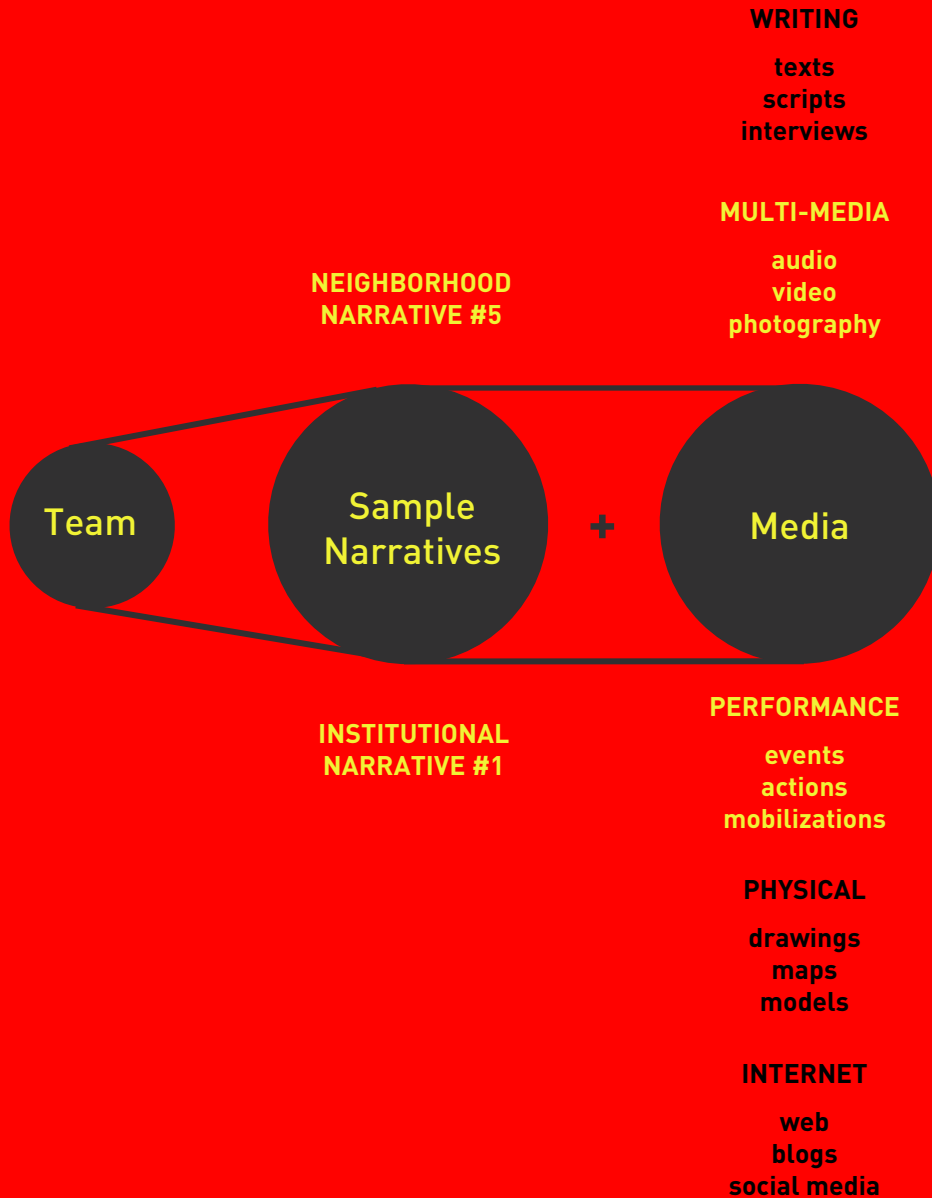 WRITING
texts
scripts
interviews
MULTI-MEDIA
audio
video
photography
NEIGHBORHOOD
NARRATIVE #5
Team
Sample
Narratives
+
Media
INSTITUTIONAL
NARRATIVE #1
PERFORMANCE
events
actions
mobilizations
PHYSICAL
drawings
maps
models
INTERNET
web
blogs
social media